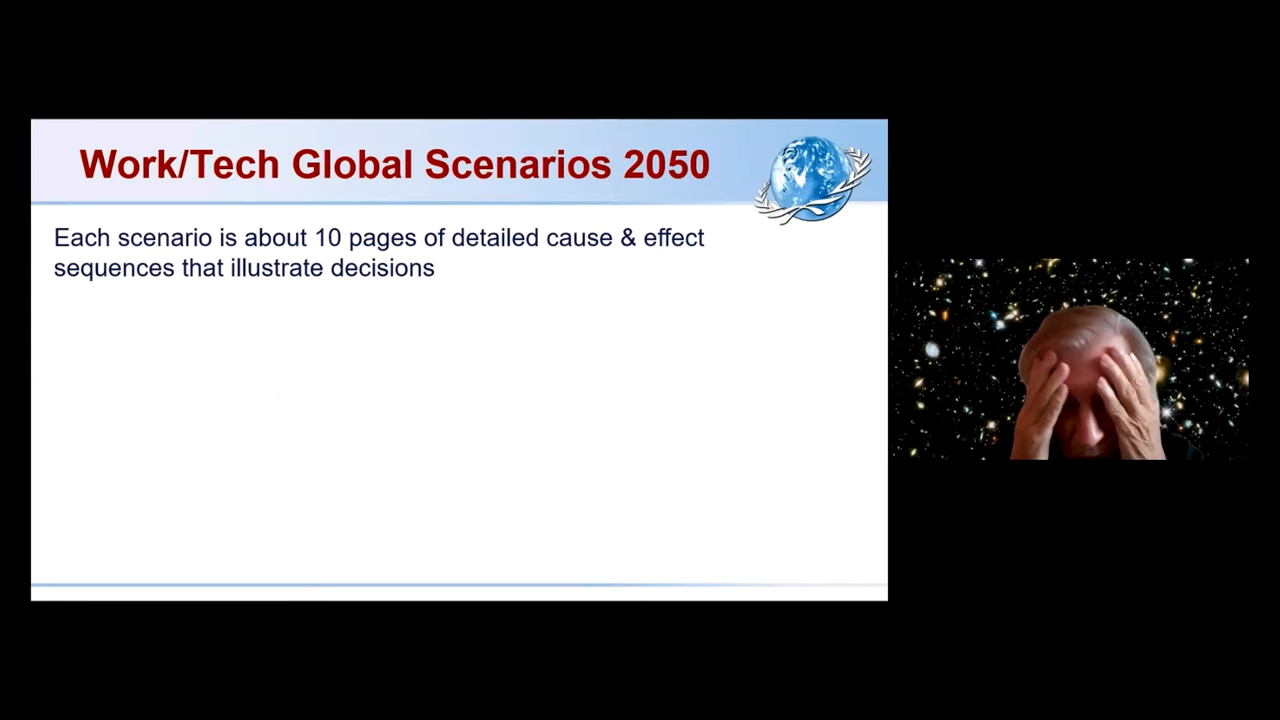 Work/Tech Global Scenarios 2050
Each scenario is about 10 pages of detailed cause & effect
sequences that illustrate decisions